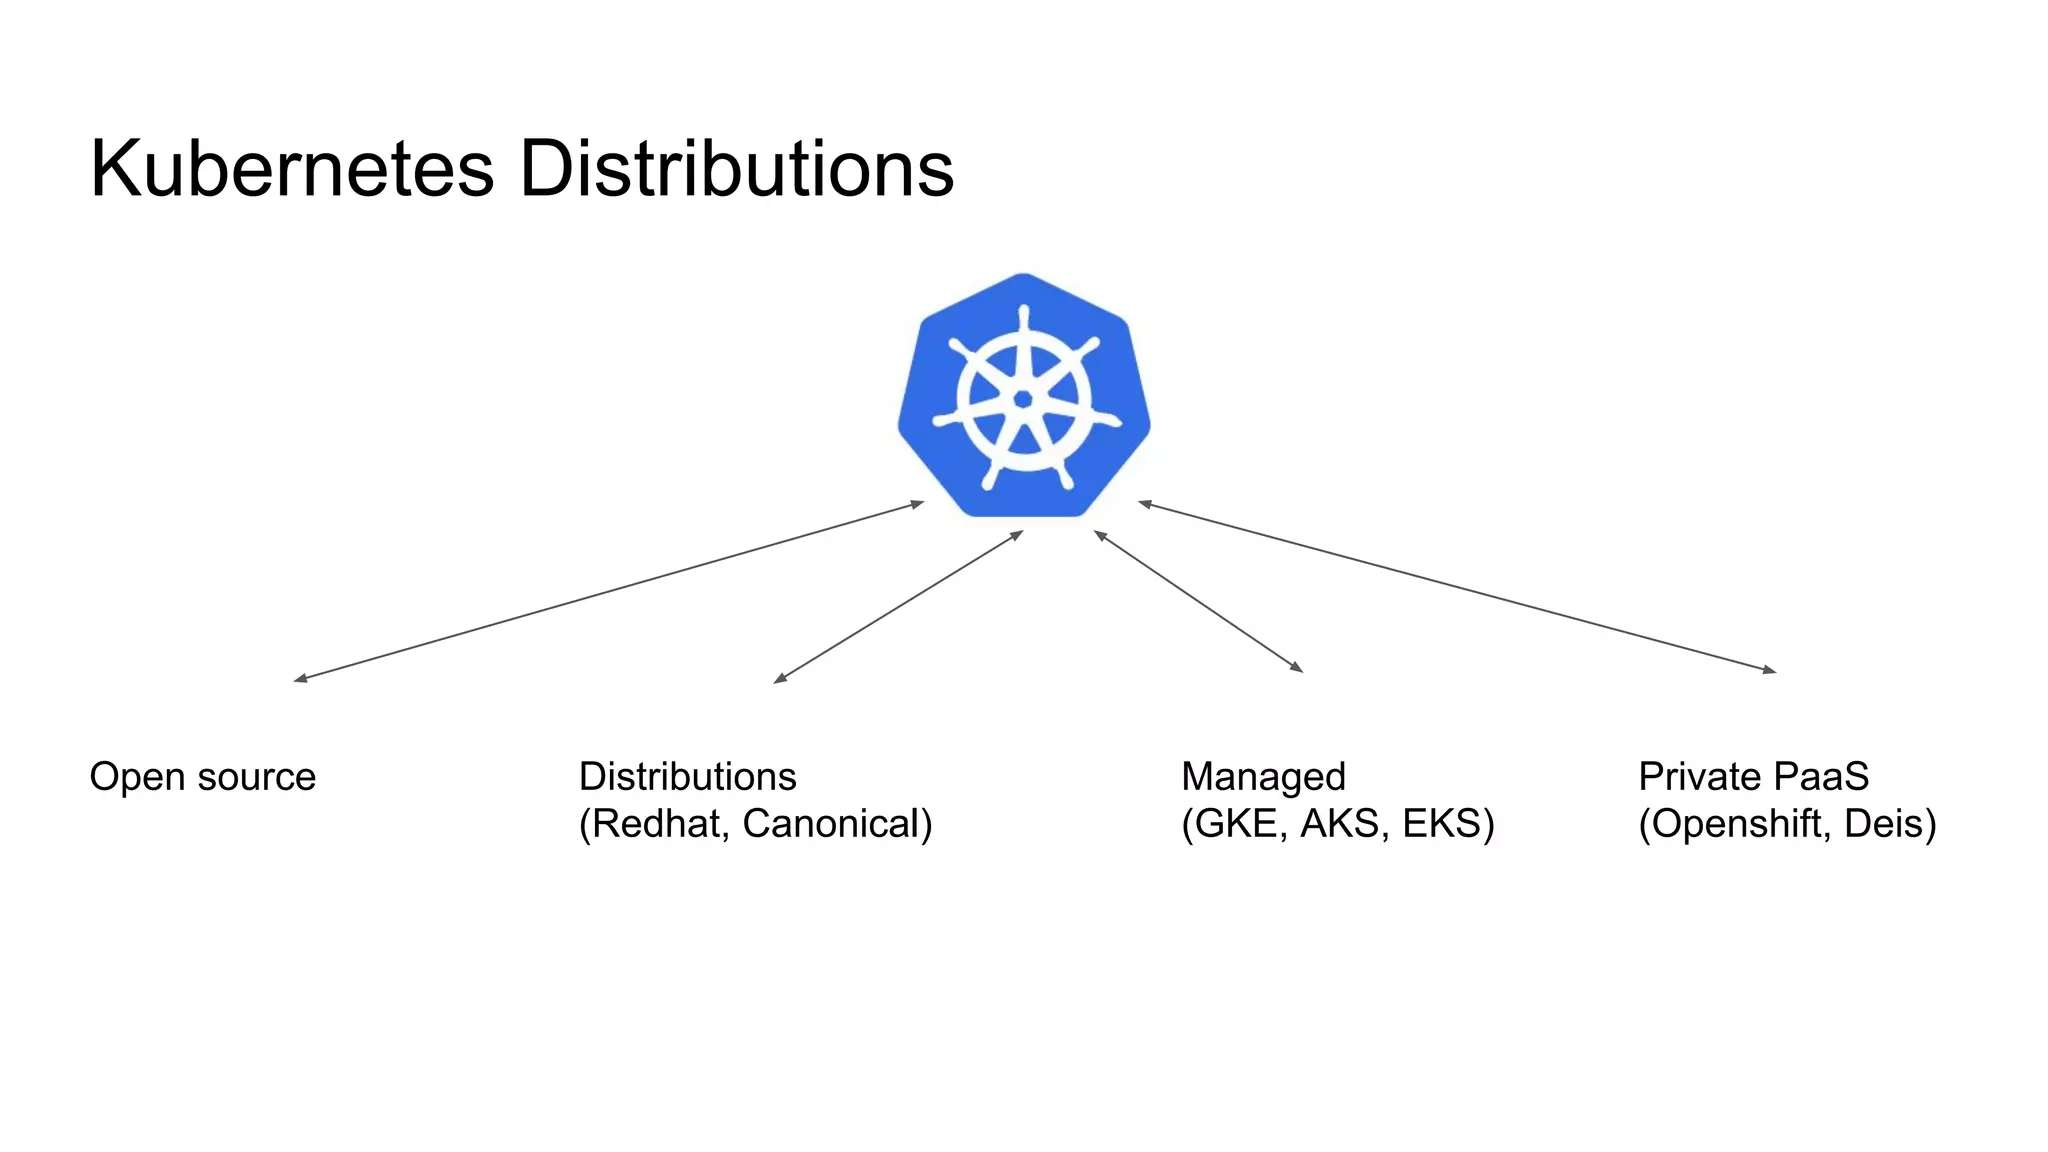 Kubernetes Distributions
Open source
Distributions
(Redhat, Canonical)
Managed
(GKE, AKS, EKS)
Private PaaS
(Openshift, Deis)